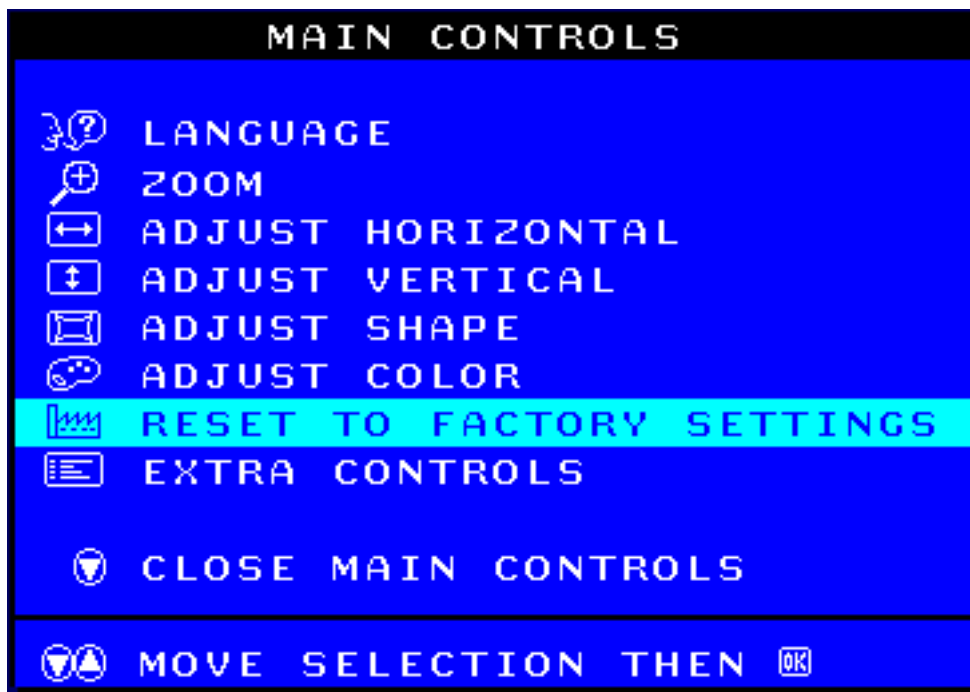 MAIN CONTROLS
LANGUAGE
ZOOM
ADJUST HORIZONTAL
ADJUST VERTICAL
ADJUST SHAPE
ADJUST COLOR
RESET TO FACTORY SETTINGS
EXTRA CONTROLS
CLOSE MAIN CONTROLS
MOVE SELECTION THEN OK